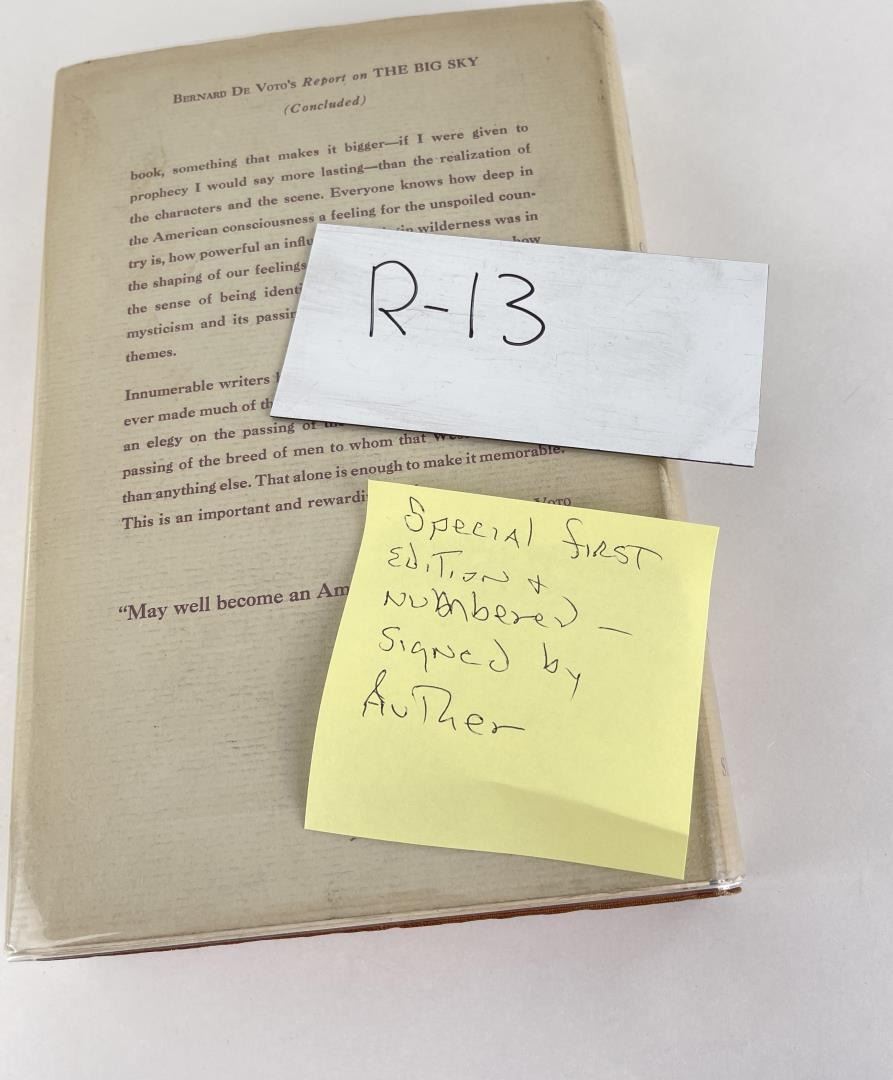 BERNARD DE VOTO'S Report on THE BIG SKY
(Concluded)
book, something that makes it bigger—if I were given to
prophecy I would say more lasting—than the realization of
the characters and the scene. Everyone knows how deep in
the American consciousness a feeling for the unspoiled coun-
try is, how powerful an influ wilderness was in
the shaping of our feelings how
the sense of being identi
mysticism and its passin
themes.
Innumerable writers
ever made much of th
an elegy on the passing of
passing of the breed of men to whom that
than anything else. That alone is enough to make it memorable.
This is an important and rewardi VOTO
"May well become an Am
R-13
Special FIRST
EDITION +
NUMbered —
SIGNED by
AuTher